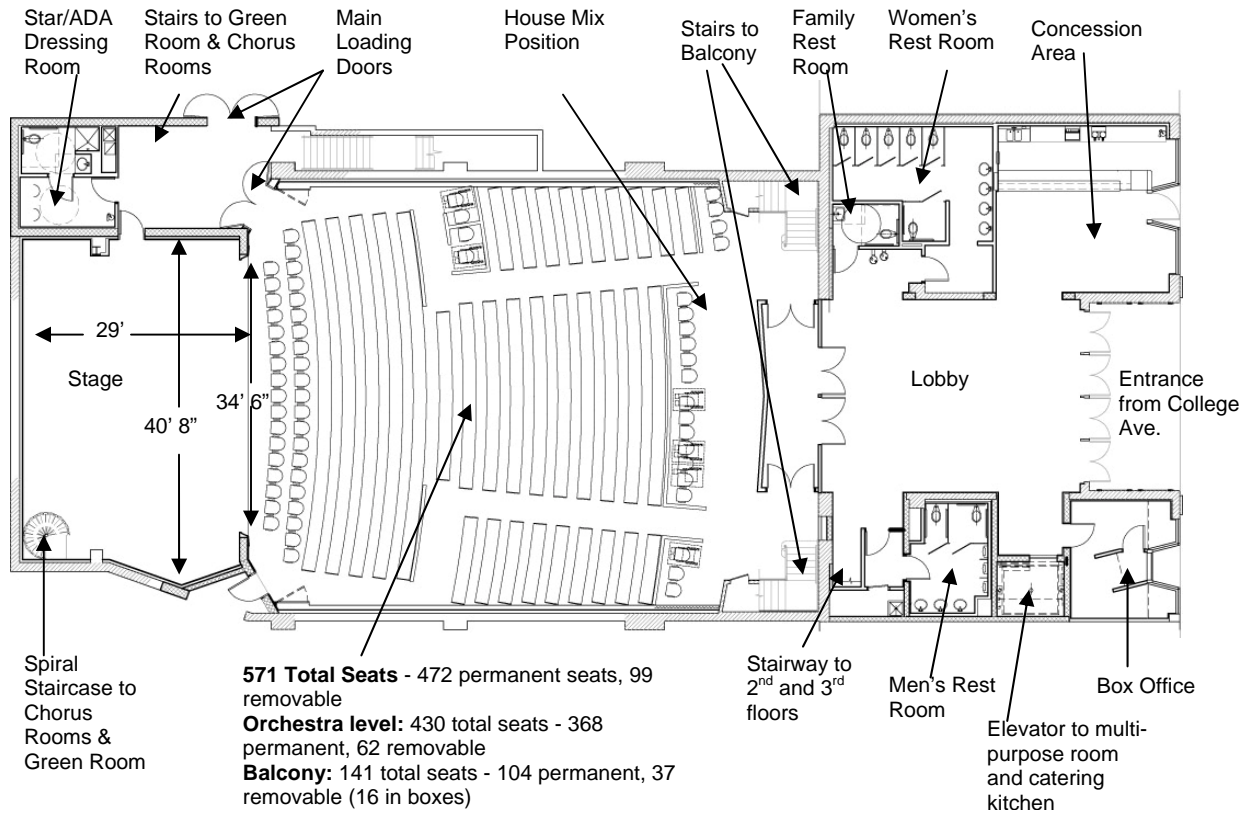 Star/ADA
Dressing
Room
Stairs to Green
Room & Chorus
Rooms
Main
Loading
Doors
House Mix
Position
Stairs to
Balcony
Family
Rest
Room
Women’s
Rest Room
Concession
Area
29’
Stage
34’ 6”
40’ 8”
Lobby
Entrance
from College
Ave.
Spiral
Staircase to
Chorus
Rooms &
Green Room
571 Total Seats - 472 permanent seats, 99
removable
Orchestra level: 430 total seats - 368
permanent, 62 removable
Balcony: 141 total seats - 104 permanent, 37
removable (16 in boxes)
Stairway to
2nd and 3rd
floors
Men’s Rest
Room
Elevator to multi-
purpose room
and catering
kitchen
Box Office